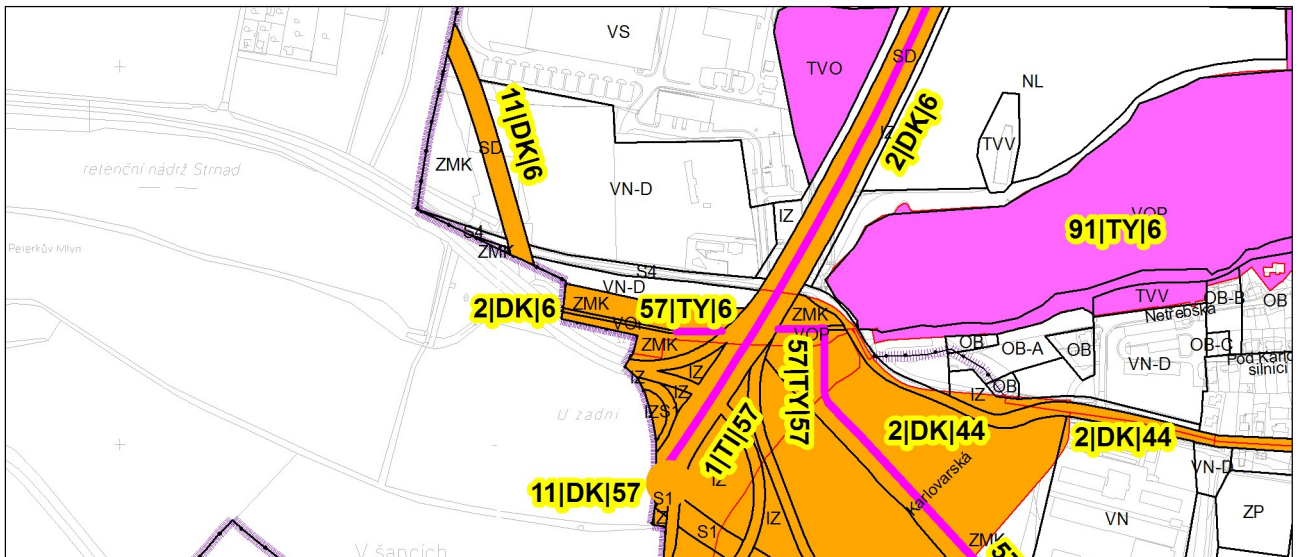 VS
TVO
SD
NL
11|DK|6
SD
2|DK|6
IZ
TVV
retenční nádrž Strnad
ZMK
VN-D
IZ
VOP
91|TY|6
Peierkův Mlýn
S4
ZMK
S4
VN-D
TVV
OB-B
OB
2|DK|6
ZMK
57|TY|6
ZMK
Netřebská
VOP
OB
OB-A
OB
OB-C
ZMK
VN-D
Pod Karlo
silnicí
IZ
IZ
IZ
57|TY|57
OB
IZ
IZ
S1
U zadní
1|TI|57
2|DK|44
2|DK|44
VN-D
IZ
Karlovarská
11|DK|57
S1
IZ
S1
IZ
VN
ZP
ZMK
V šancích